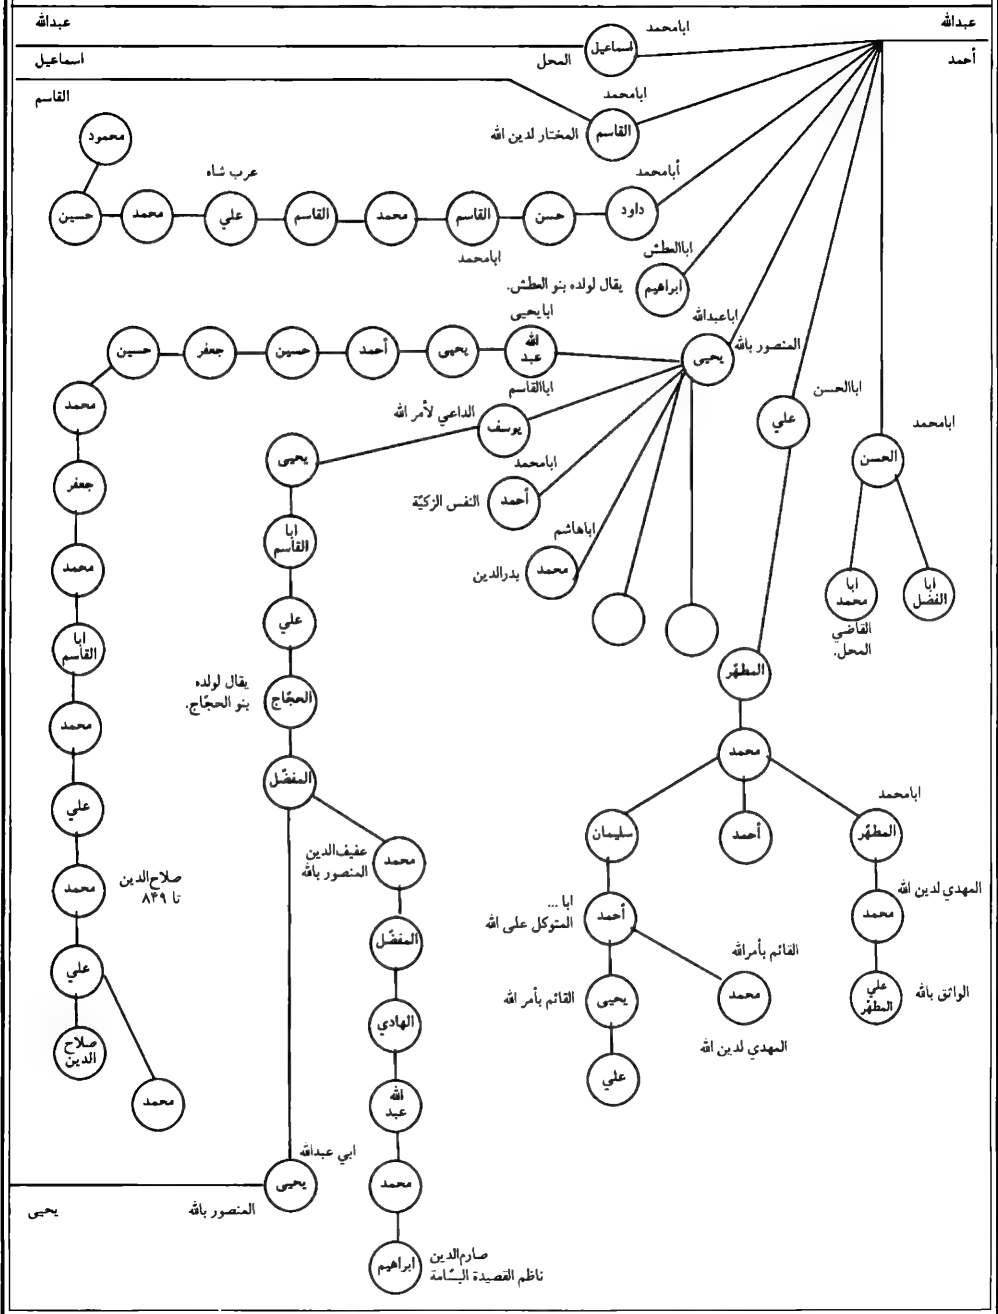 عبدالله
عبدالله
أحمد
ابامحمد
اسماعيل
المحل
اسماعيل
ابامحمد
القاسم
المختار لدين الله
القاسم
محمود
أبامحمد
داود
حسن
القاسم
ابامحمد
محمد
القاسم
عرب شاه
علي
محمد
حسين
اباالعطش
ابراهيم
يقال لولده بنو العطش.
اباعبدالله
المنصور بالله
يحيى
ابايحيى
الله
عبد
يحيى
أحمد
حسين
جعفر
حسين
محمد
جعفر
محمد
ابا
القاسم
محمد
علي
محمد
صلاح‌الدين
تا ۸۴۹
علي
صلاح
الدين
محمد
اباالقاسم
يوسف
الداعي لأمر الله
يحيى
ابا
القاسم
علي
الحجّاج
يقال لولده
بنو الحجّاج.
المفضّل
محمد
عفيف‌الدين
المنصور بالله
المفضّل
الهادي
الله
عبد
محمد
ابراهيم
صارم‌الدين
ناظم القصيدة البسّامة
ابي عبدالله
يحيى
المنصور بالله
يحيى
ابامحمد
أحمد
النفس الزكيّة
اباهاشم
محمد
بدرالدين
اباالحسن
علي
المطهّر
محمد
ابامحمد
المطهّر
المهدي لدين الله
محمد
علي
المطهّر
الواثق بالله
أحمد
سليمان
ابا ...
المتوكل على الله
أحمد
القائم بأمرالله
محمد
المهدي لدين الله
يحيى
القائم بأمر الله
علي
ابامحمد
الحسن
ابا
الفضل
ابا
محمد
القاضي
المحل.